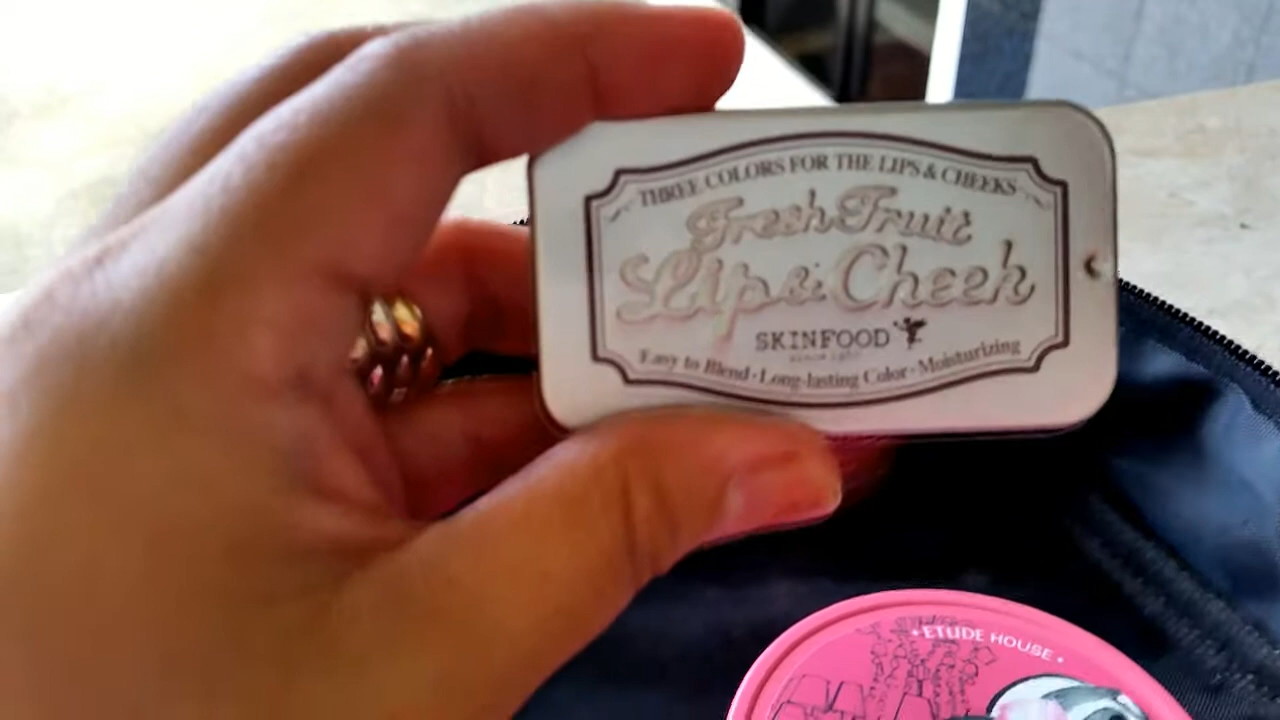 THREE COLORS FOR THE LIPS & CHEEKS
Fresh Fruit
Lip & Cheek
SKINFOOD
Easy to Blend · Long-lasting Color · Moisturizing
• ETUDE HOUSE •